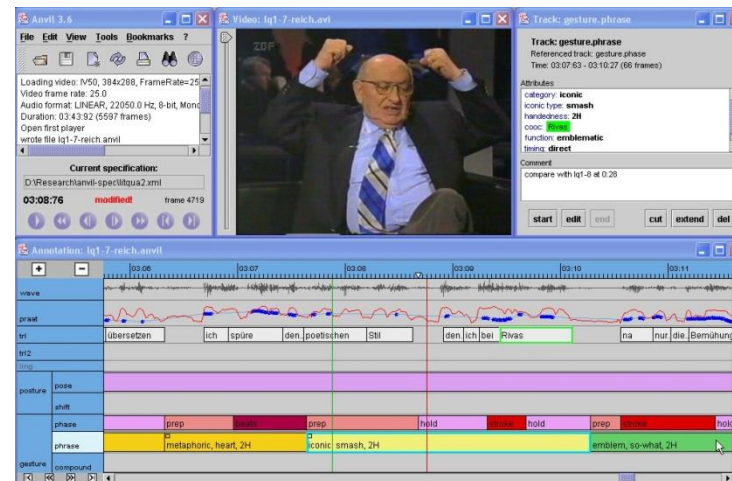 Anvil 3.6
File Edit View Tools Bookmarks ?
Loading video: IV50, 384x288, FrameRate=25
Video frame rate: 25.0
Audio format: LINEAR, 22050.0 Hz, 8-bit, Mono
Duration: 03:43:92 (5597 frames)
Open first player
wrote file lq1-7-reich.anvil
Current specification:
D:\Research\anvil-spec\litqua2.xml
03:08:76 modified! frame 4719
Video: lq1-7-reich.avi
ZDF
Track: gesture.phrase
Track: gesture.phrase
Referenced track: gesture.phase
Time: 03:07:63 - 03:10:27 (66 frames)
Attributes
category: iconic
iconic type: smash
handedness: 2H
cooc: Rivas
function: emblematic
timing: direct
Comment
compare with lq1-8 at 0:28
start edit end cut extend del
Annotation: lq1-7-reich.anvil
+ - 03:06 03:07 03:08 03:09 03:10 03:11
wave
praat
trl übersetzen ich spüre den poetischen Stil den ich bei Rivas na nur die Bemühung
trl2
ting
posture pose
shift
phase prep beats prep hold stroke hold prep stroke hold
phrase metaphoric, heart, 2H iconic, smash, 2H emblem, so-what, 2H
gesture compound